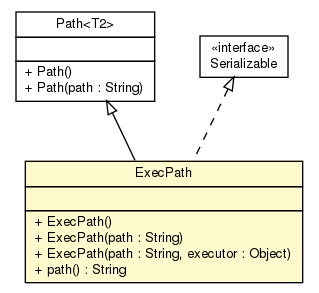 Path<T2>
+ Path()
+ Path(path : String)
«interface»
Serializable
ExecPath
+ ExecPath()
+ ExecPath(path : String)
+ ExecPath(path : String, executor : Object)
+ path() : String